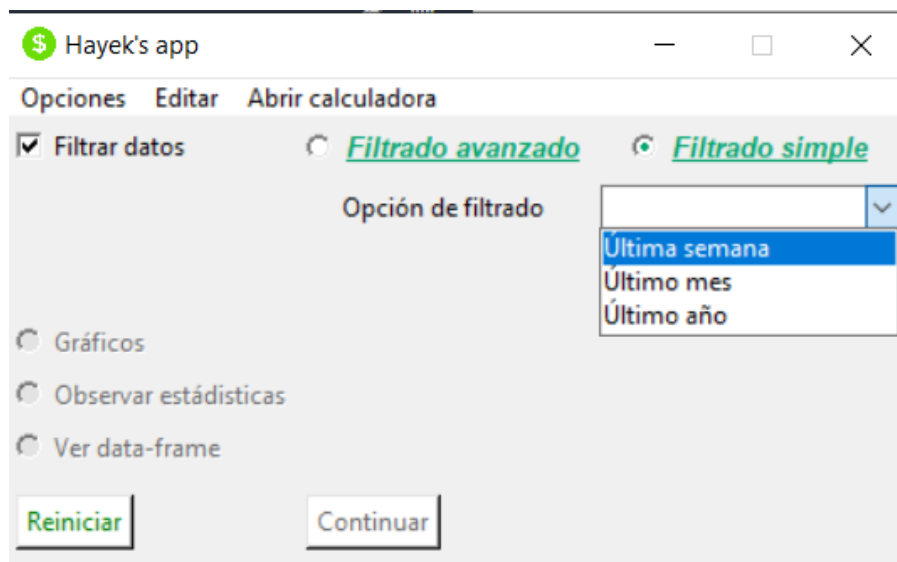 Hayek's app
Opciones Editar Abrir calculadora
Filtrar datos Filtrado avanzado Filtrado simple
Opción de filtrado
Última semana
Último mes
Último año
Gráficos
Observar estádisticas
Ver data-frame
Reiniciar Continuar